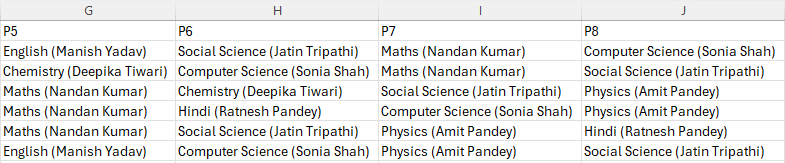 G H I J
P5 P6 P7 P8
English (Manish Yadav) Social Science (Jatin Tripathi) Maths (Nandan Kumar) Computer Science (Sonia Shah)
Chemistry (Deepika Tiwari) Computer Science (Sonia Shah) Maths (Nandan Kumar) Social Science (Jatin Tripathi)
Maths (Nandan Kumar) Chemistry (Deepika Tiwari) Social Science (Jatin Tripathi) Physics (Amit Pandey)
Maths (Nandan Kumar) Hindi (Ratnesh Pandey) Computer Science (Sonia Shah) Physics (Amit Pandey)
Maths (Nandan Kumar) Social Science (Jatin Tripathi) Physics (Amit Pandey) Hindi (Ratnesh Pandey)
English (Manish Yadav) Computer Science (Sonia Shah) Physics (Amit Pandey) Social Science (Jatin Tripathi)